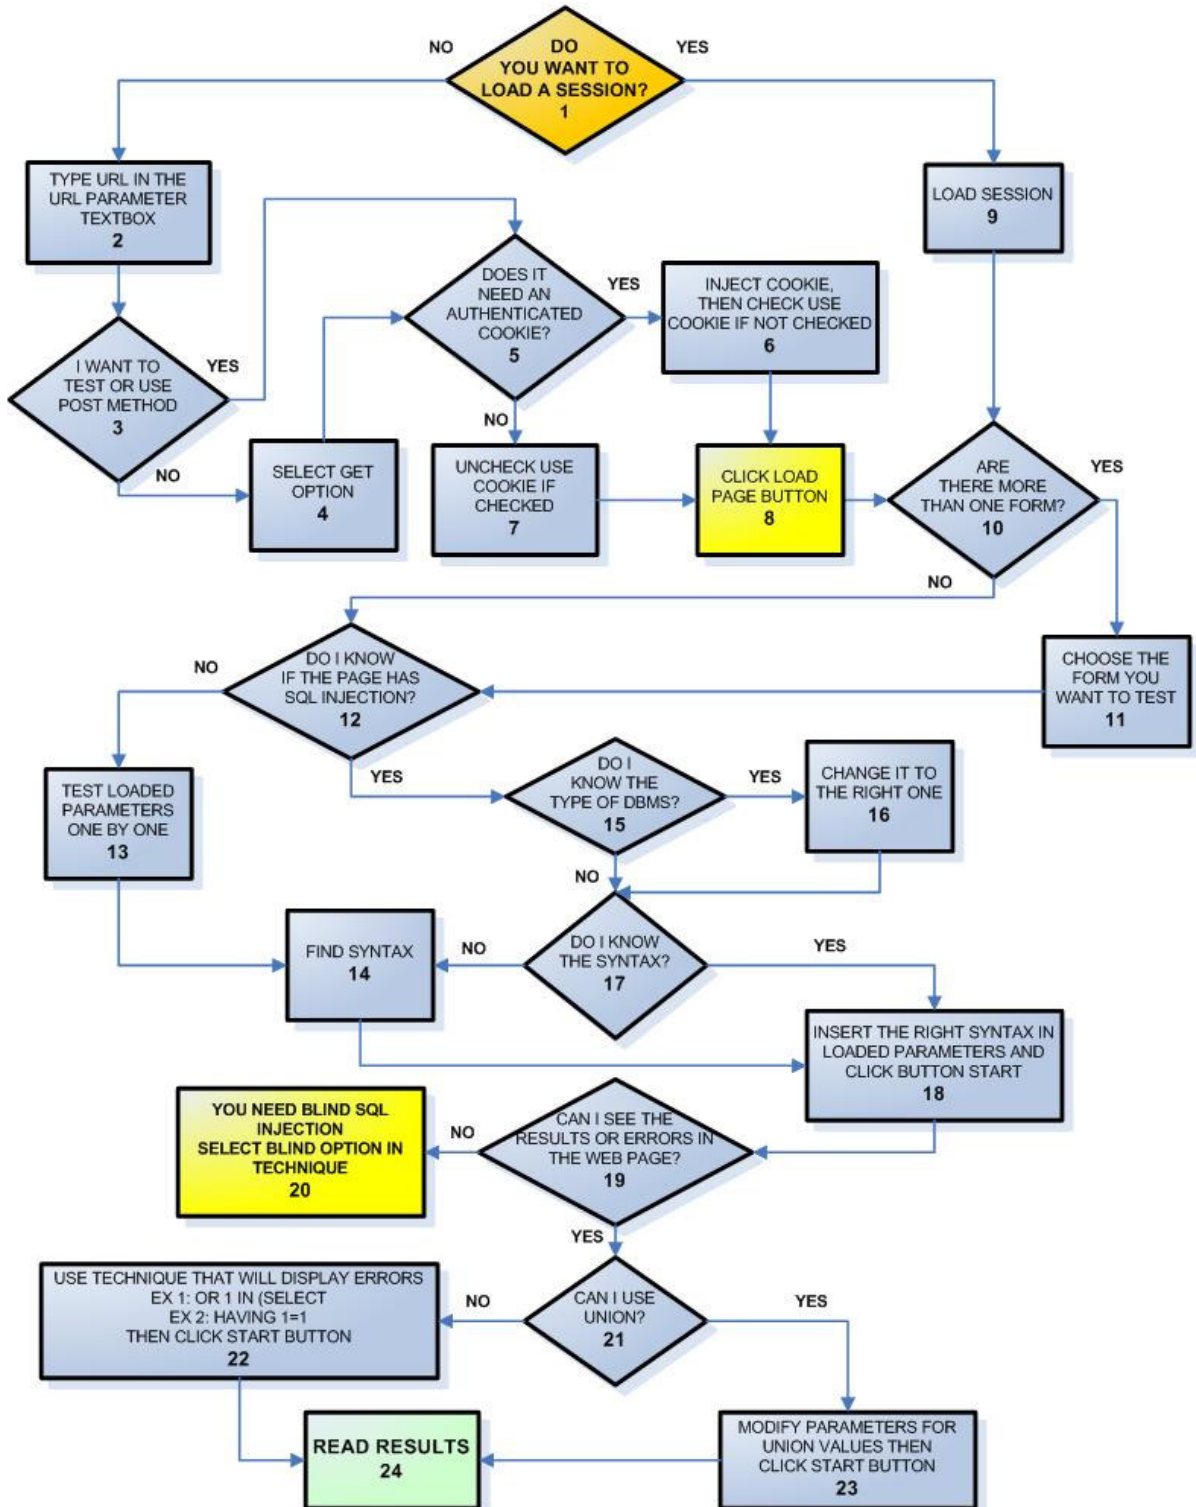 NO
DO
YOU WANT TO
LOAD A SESSION?
1
YES
TYPE URL IN THE
URL PARAMETER
TEXTBOX
2
LOAD SESSION
9
DOES IT
NEED AN
AUTHENTICATED
COOKIE?
5
YES
INJECT COOKIE,
THEN CHECK USE
COOKIE IF NOT CHECKED
6
I WANT TO
TEST OR USE
POST METHOD
3
YES
NO
SELECT GET
OPTION
4
NO
UNCHECK USE
COOKIE IF
CHECKED
7
CLICK LOAD
PAGE BUTTON
8
ARE
THERE MORE
THAN ONE FORM?
10
YES
NO
DO I KNOW
IF THE PAGE HAS
SQL INJECTION?
12
NO
CHOOSE THE
FORM YOU
WANT TO TEST
11
YES
TEST LOADED
PARAMETERS
ONE BY ONE
13
DO I
KNOW THE
TYPE OF DBMS?
15
YES
CHANGE IT TO
THE RIGHT ONE
16
NO
FIND SYNTAX
14
NO
DO I KNOW
THE SYNTAX?
17
YES
INSERT THE RIGHT SYNTAX IN
LOADED PARAMETERS AND
CLICK BUTTON START
18
YOU NEED BLIND SQL
INJECTION
SELECT BLIND OPTION IN
TECHNIQUE
20
NO
CAN I SEE THE
RESULTS OR ERRORS IN
THE WEB PAGE?
19
YES
USE TECHNIQUE THAT WILL DISPLAY ERRORS
EX 1: OR 1 IN (SELECT
EX 2: HAVING 1=1
THEN CLICK START BUTTON
22
NO
CAN I USE
UNION?
21
YES
READ RESULTS
24
MODIFY PARAMETERS FOR
UNION VALUES THEN
CLICK START BUTTON
23